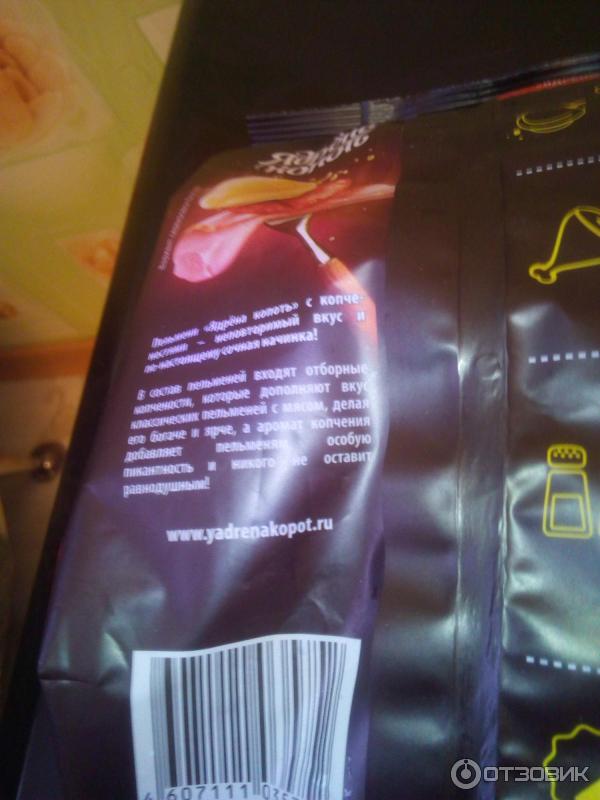 Ядрёна
копоть
Пельмени «Ядрёна копоть» с копче-
ностями – неповторимый вкус и
по-настоящему сочная начинка!
В состав пельменей входят отборные
копчености, которые дополняют вкус
классических пельменей с мясом, делая
его богаче и ярче, а аромат копчения
добавляет пельменям особую
пикантность и никого не оставит
равнодушным!
www.yadrenakopot.ru
4 607111 03
ОТЗОВИК